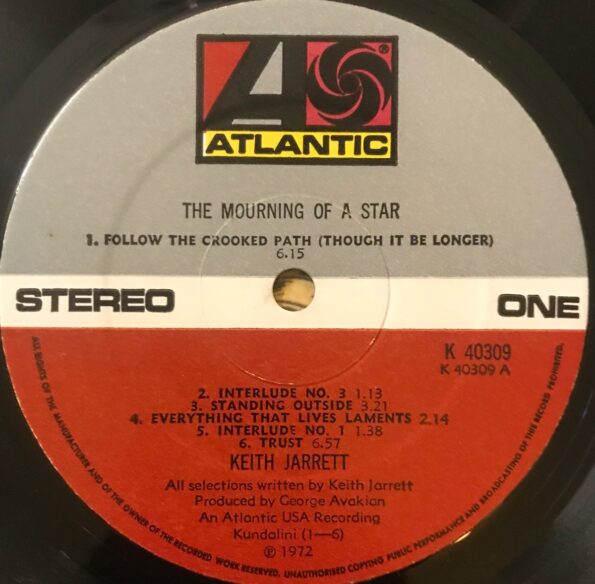 A ®
ATLANTIC
THE MOURNING OF A STAR
1. FOLLOW THE CROOKED PATH (THOUGH IT BE LONGER)
6.15
STEREO ONE
K 40309
K 40309 A
2. INTERLUDE NO. 3 1.13
3. STANDING OUTSIDE 3.21
4. EVERYTHING THAT LIVES LAMENTS 2.14
5. INTERLUDE NO. 1 1.38
6. TRUST 6.57
KEITH JARRETT
All selections written by Keith Jarrett
Produced by George Avakian
An Atlantic USA Recording
Kundalini (1—6)
℗ 1972
ALL RIGHTS OF THE MANUFACTURER AND OF THE OWNER OF THE RECORDED WORK RESERVED. UNAUTHORISED COPYING PUBLIC PERFORMANCE AND BROADCASTING OF THIS RECORD PROHIBITED.